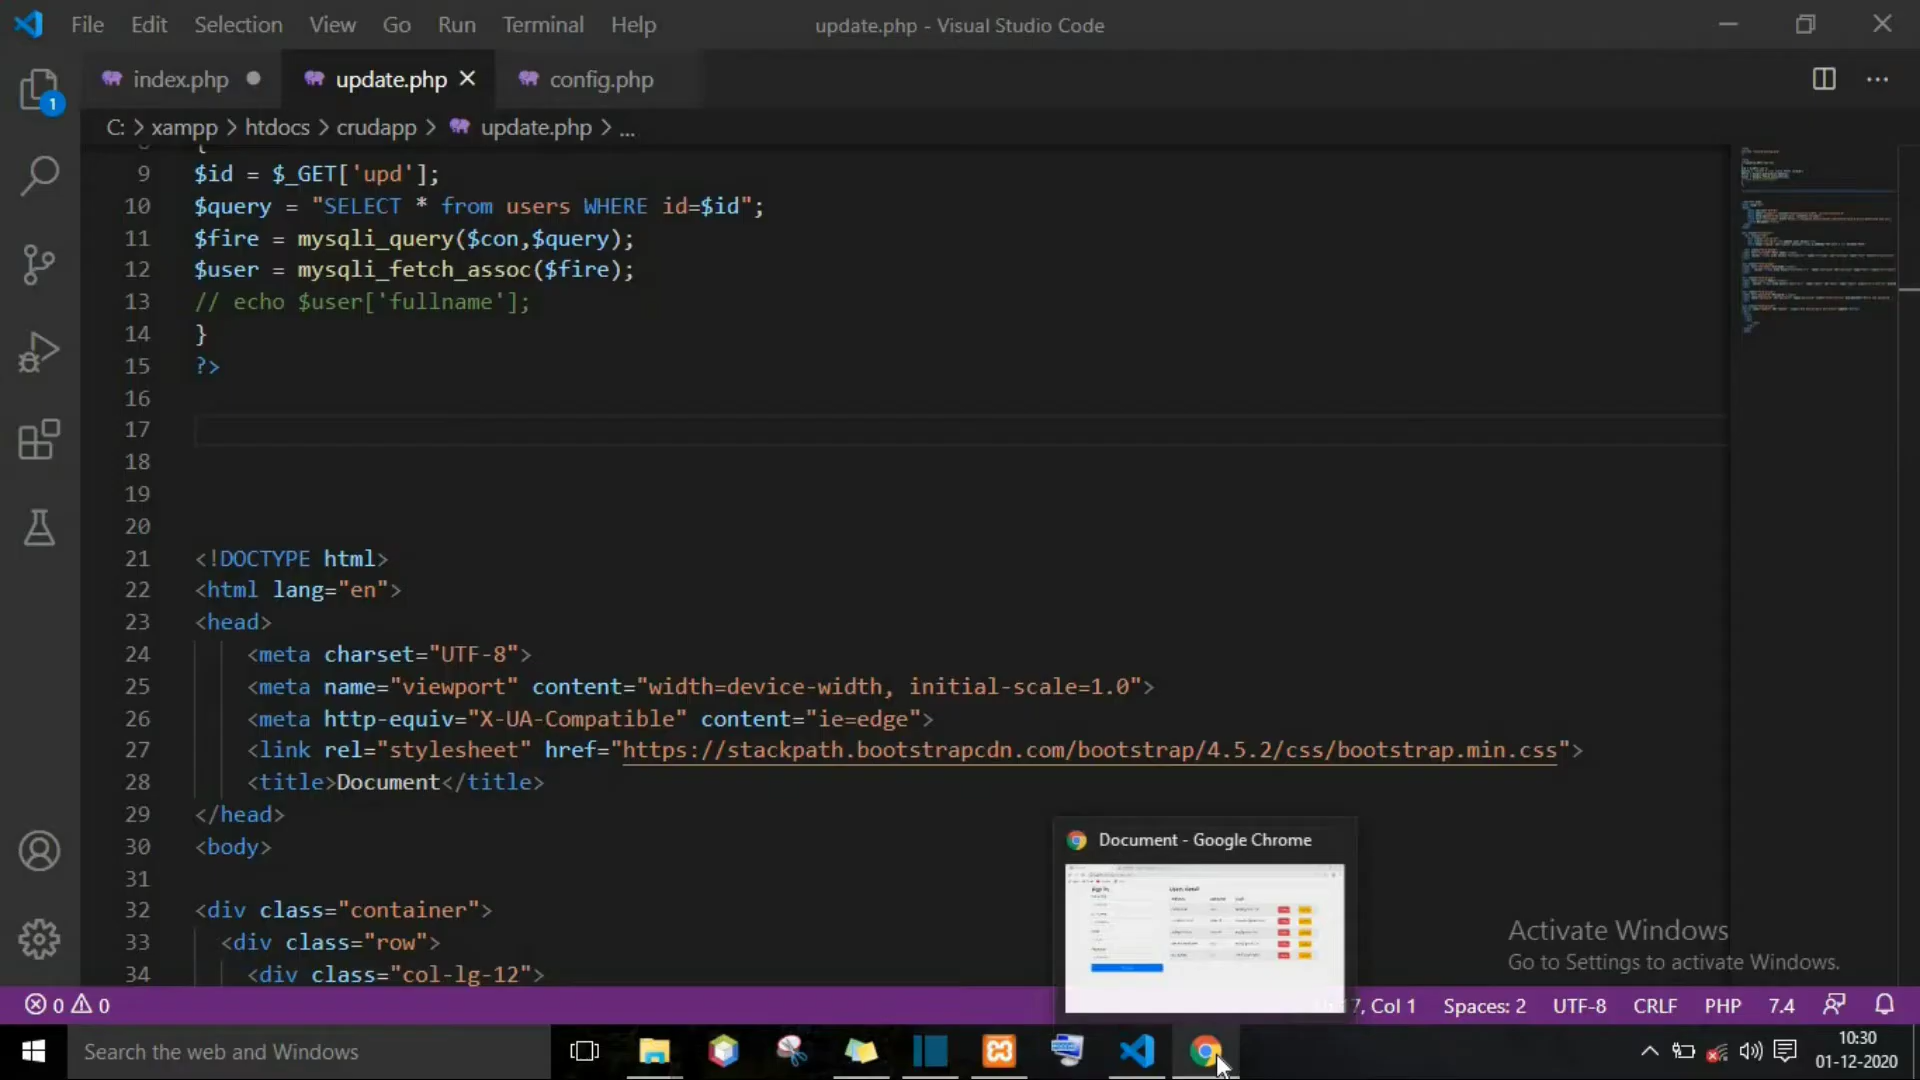 File Edit Selection View Go Run Terminal Help
update.php - Visual Studio Code
index.php
update.php
config.php
1
C: > xampp > htdocs > crudapp > update.php > ...
8 {
9 $id = $_GET['upd'];
10 $query = "SELECT * from users WHERE id=$id";
11 $fire = mysqli_query($con,$query);
12 $user = mysqli_fetch_assoc($fire);
13 // echo $user['fullname'];
14 }
15 ?>
16
17
18
19
20
21 <!DOCTYPE html>
22 <html lang="en">
23 <head>
24 <meta charset="UTF-8">
25 <meta name="viewport" content="width=device-width, initial-scale=1.0">
26 <meta http-equiv="X-UA-Compatible" content="ie=edge">
27 <link rel="stylesheet" href="https://stackpath.bootstrapcdn.com/bootstrap/4.5.2/css/bootstrap.min.css">
28 <title>Document</title>
29 </head>
30 <body>
31
32 <div class="container">
33 <div class="row">
34 <div class="col-lg-12">
Document - Google Chrome
Activate Windows
Go to Settings to activate Windows.
0 0
7, Col 1 Spaces: 2 UTF-8 CRLF PHP 7.4
Search the web and Windows
10:30
01-12-2020